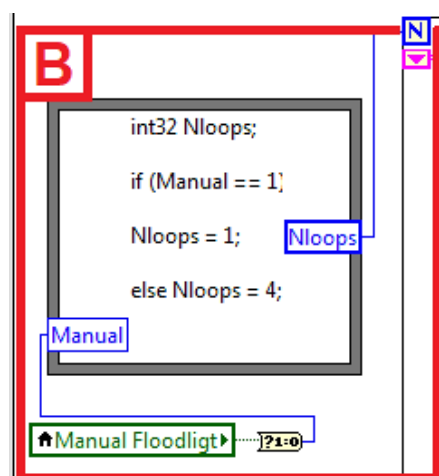 N
B
int32 Nloops;
if (Manual == 1)
Nloops = 1;
Nloops
else Nloops = 4;
Manual
Manual Floodligt
?1:0